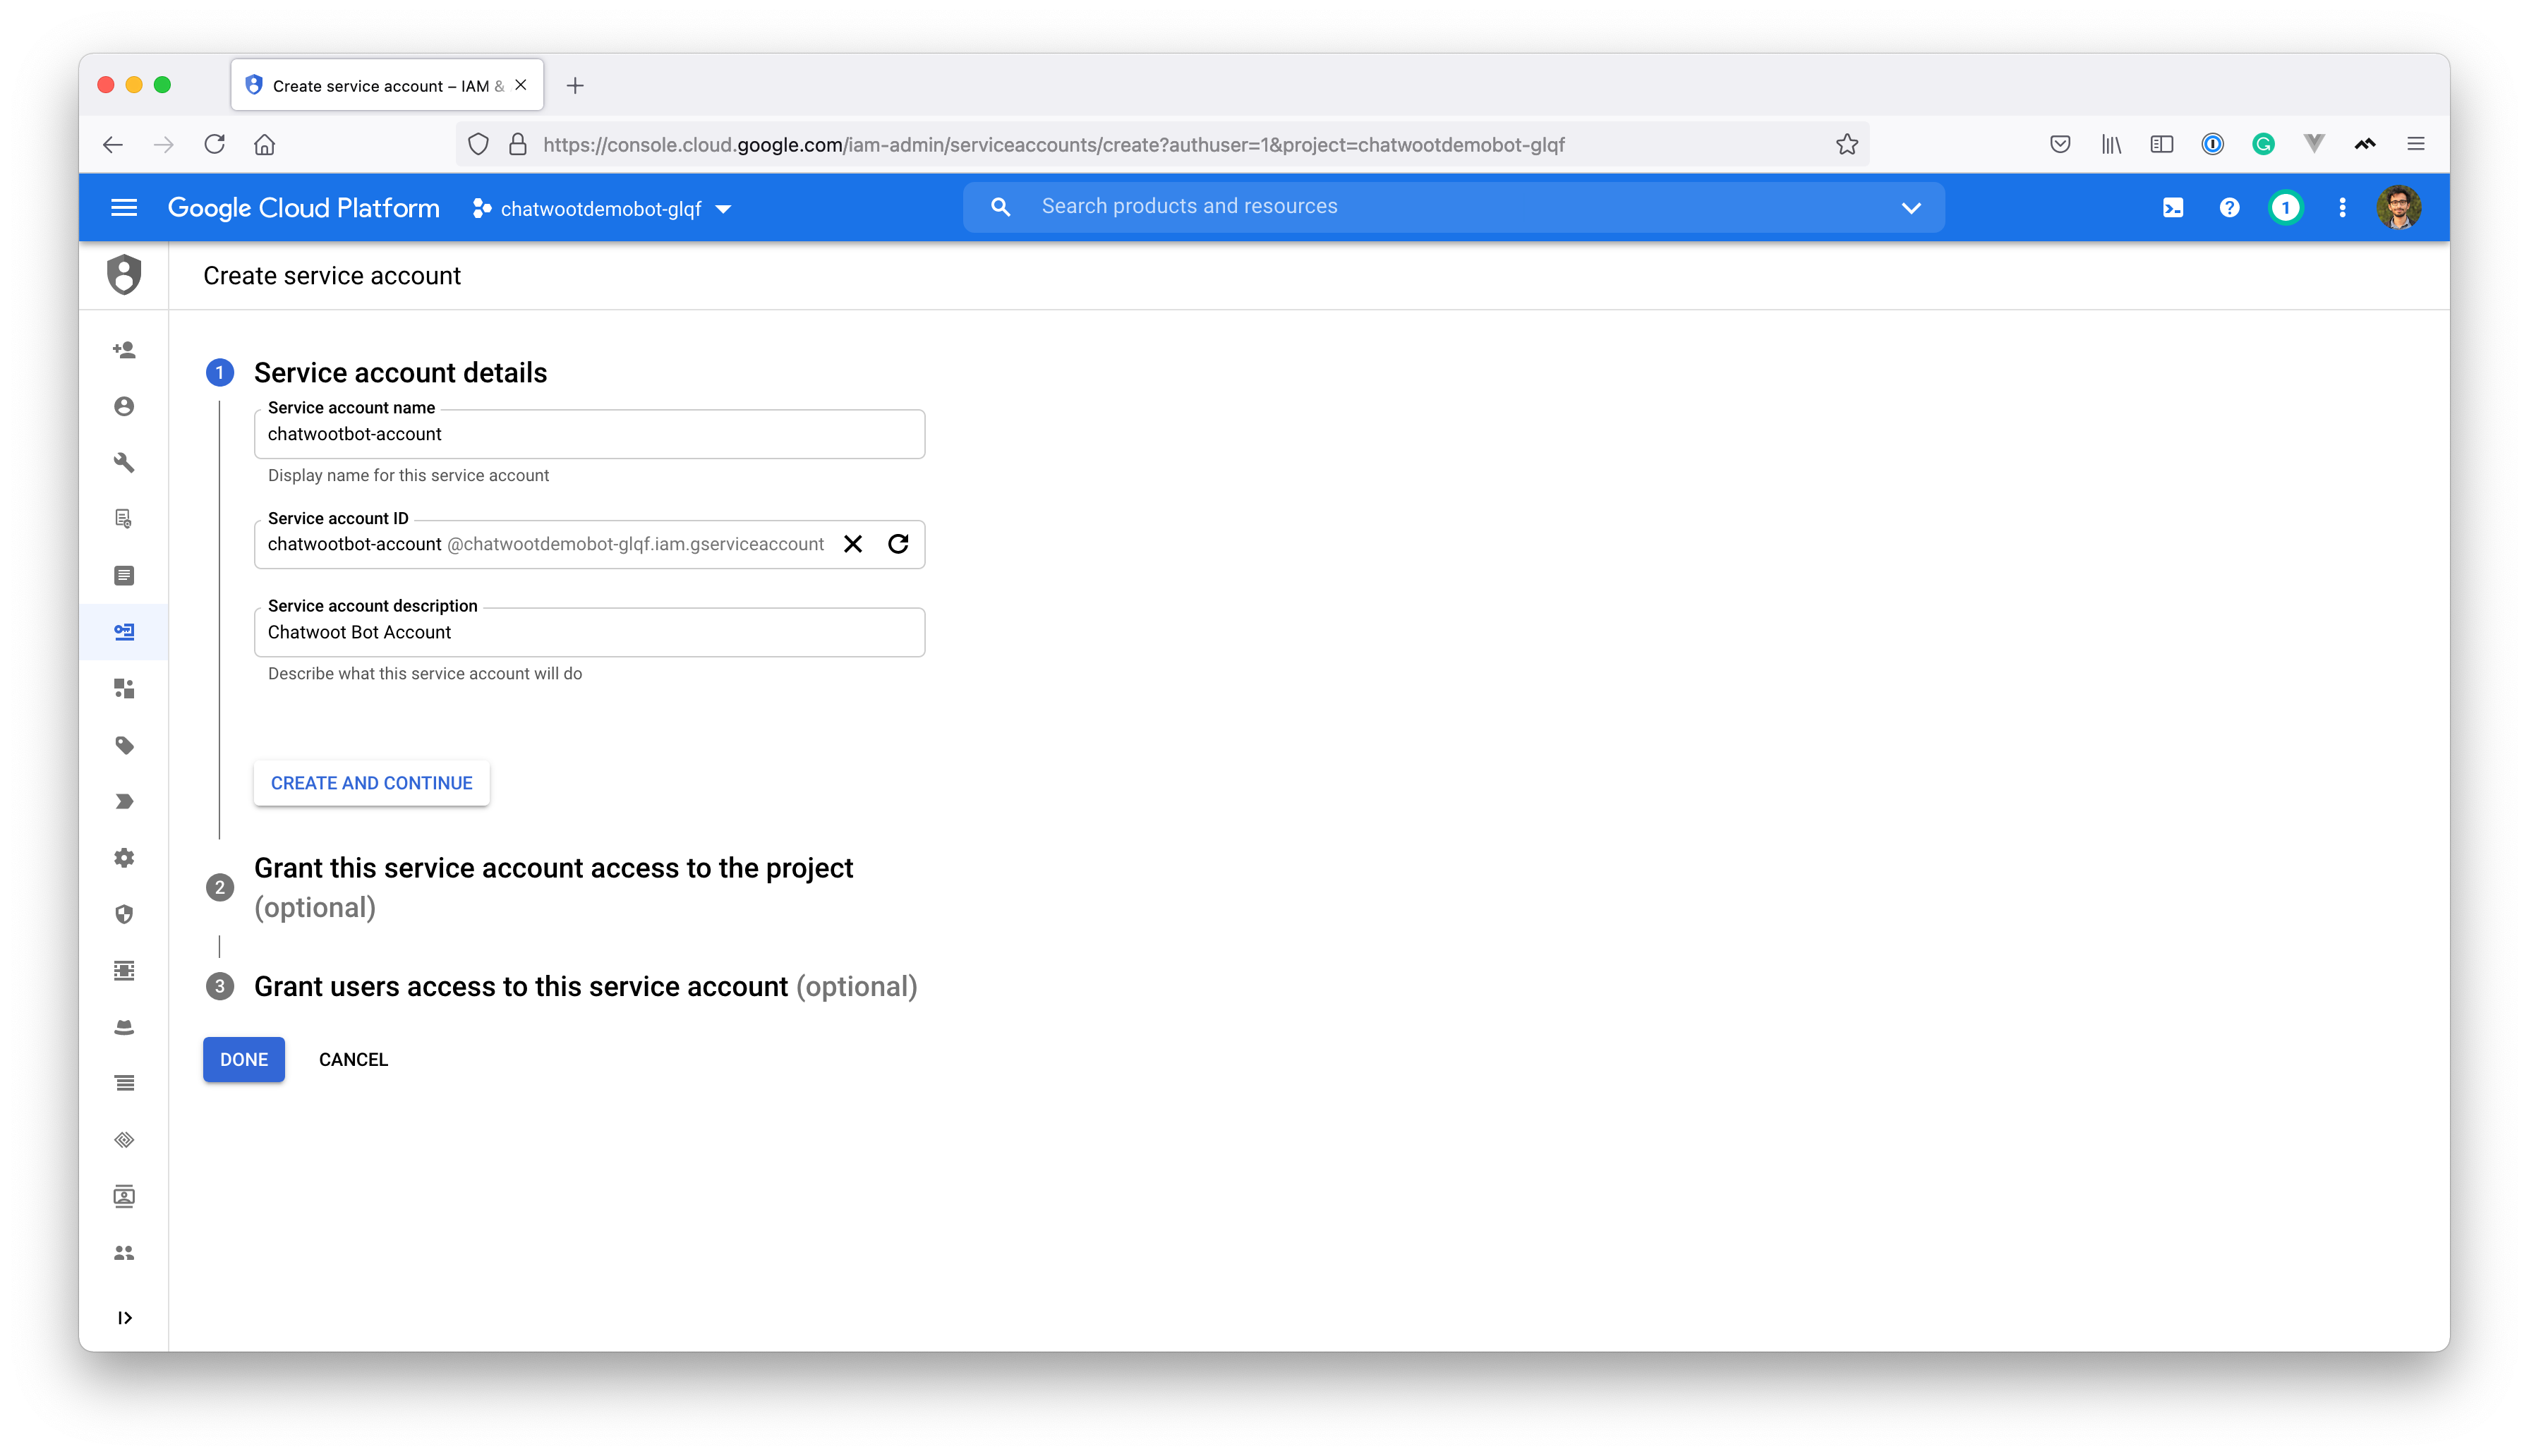 Create service account – IAM &
https://console.cloud.google.com/iam-admin/serviceaccounts/create?authuser=1&project=chatwootdemobot-glqf
Google Cloud Platform
chatwootdemobot-glqf
Search products and resources
1
Create service account
1 Service account details
Service account name
chatwootbot-account
Display name for this service account
Service account ID
chatwootbot-account @chatwootdemobot-glqf.iam.gserviceaccount
Service account description
Chatwoot Bot Account
Describe what this service account will do
CREATE AND CONTINUE
2 Grant this service account access to the project
(optional)
3 Grant users access to this service account (optional)
DONE CANCEL